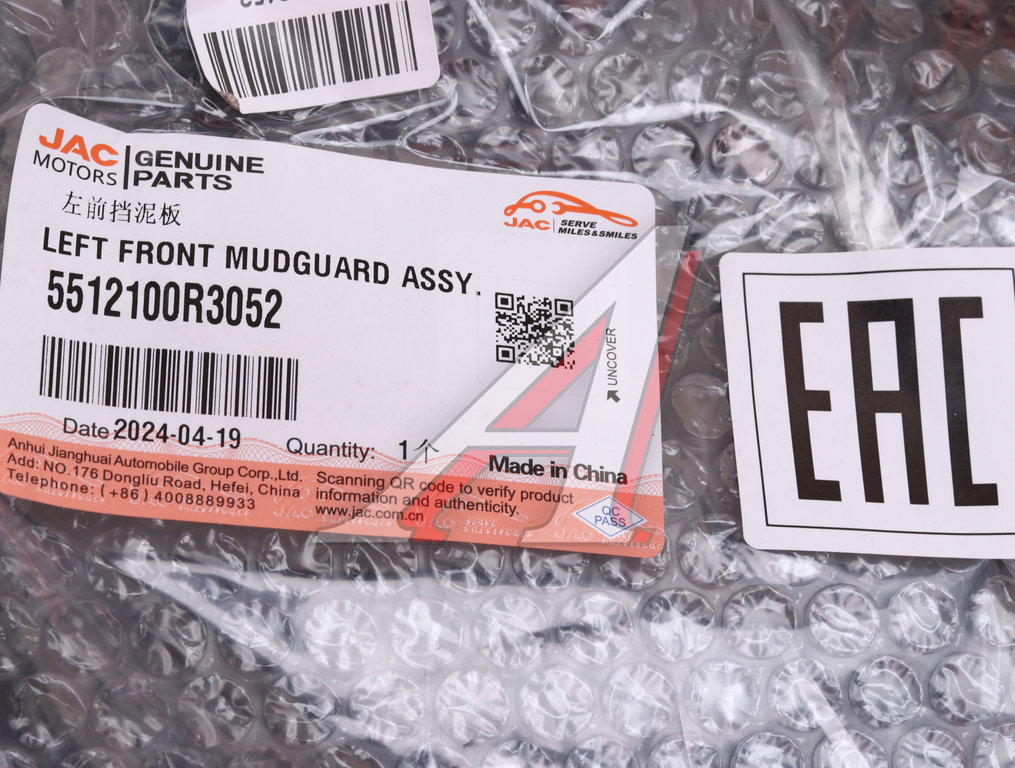 JAC
MOTORS
GENUINE
PARTS
左前挡泥板
LEFT FRONT MUDGUARD ASSY.
5512100R3052
JAC
SERVE
MILES&SMILES
UNCOVER
Date 2024-04-19
Quantity: 1个
Made in China
Anhui Jianghuai Automobile Group Corp.,Ltd.
Add: NO.176 Dongliu Road, Hefei, China
Telephone: (+86) 4008889933
Scanning QR code to verify product
information and authenticity.
www.jac.com.cn
QC
PASS
EAC